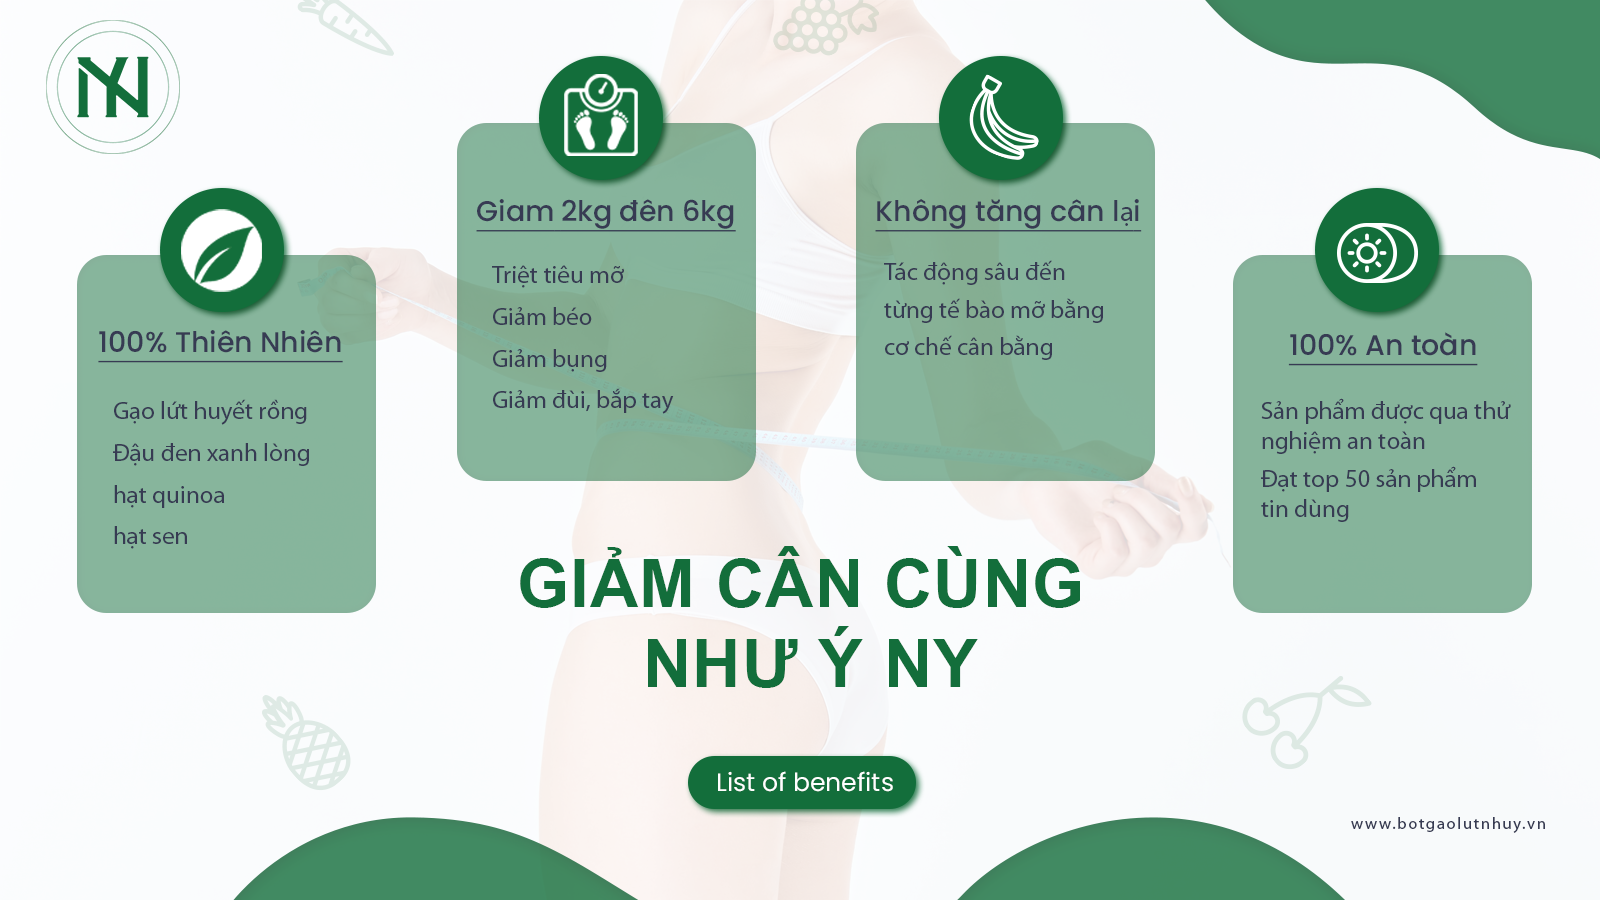 NY
100% Thiên Nhiên
Gạo lứt huyết rồng
Đậu đen xanh lòng
hạt quinoa
hạt sen
Giam 2kg đên 6kg
Triệt tiêu mỡ
Giảm béo
Giảm bụng
Giảm đùi, bắp tay
Không tăng cân lại
Tác động sâu đến
từng tế bào mỡ bằng
cơ chế cân bằng
100% An toàn
Sản phẩm được qua thử
nghiệm an toàn
Đạt top 50 sản phẩm
tin dùng
GIẢM CÂN CÙNG
NHƯ Ý NY
List of benefits
www.botgaolutnhuy.vn